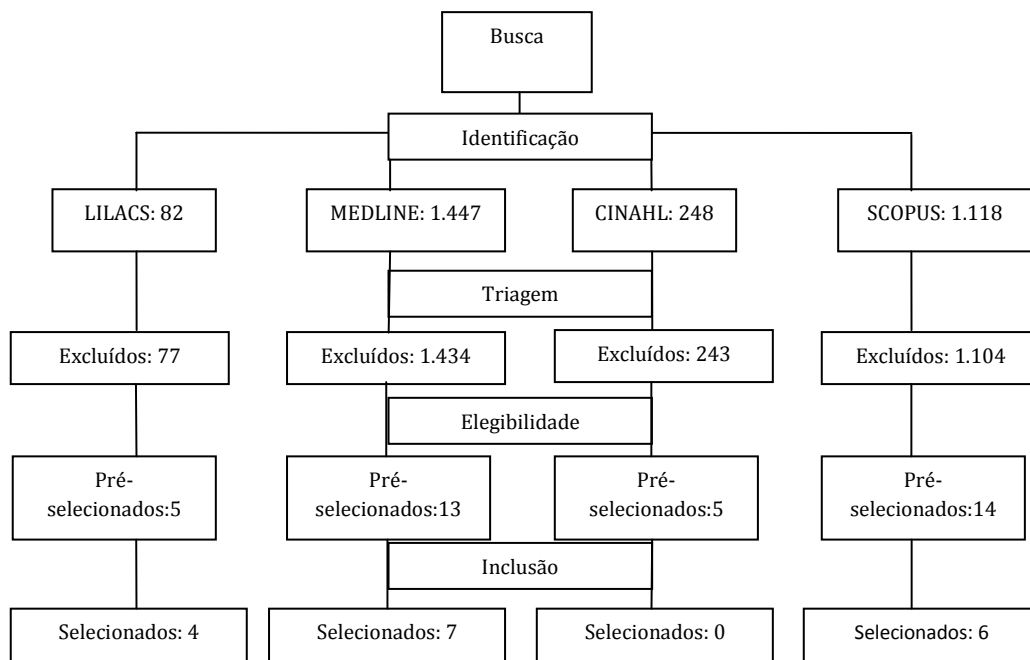 Busca
Identificação
LILACS: 82
MEDLINE: 1.447
CINAHL: 248
SCOPUS: 1.118
Triagem
Excluídos: 77
Excluídos: 1.434
Excluídos: 243
Excluídos: 1.104
Elegibilidade
Pré-
selecionados:5
Pré-
selecionados:13
Pré-
selecionados:5
Pré-
selecionados:14
Inclusão
Selecionados: 4
Selecionados: 7
Selecionados: 0
Selecionados: 6